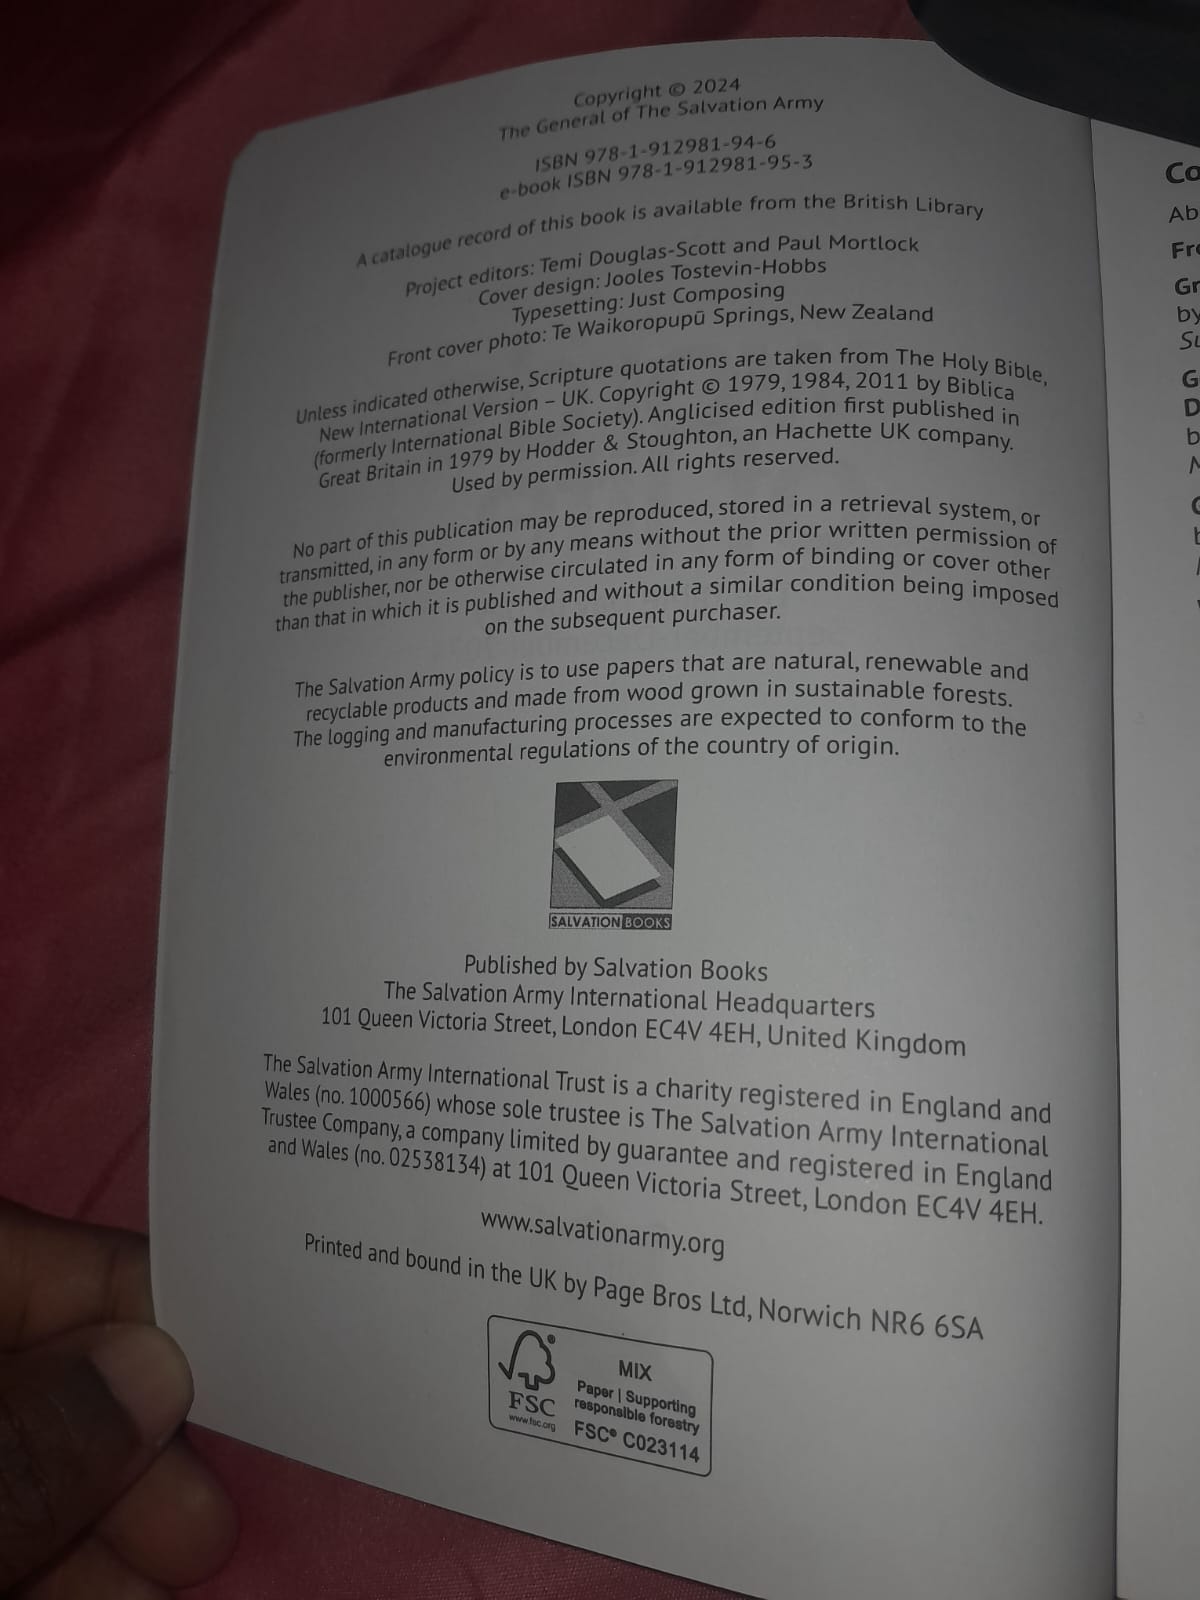 Copyright © 2024
The General of The Salvation Army
ISBN 978-1-912981-94-6
e-book ISBN 978-1-912981-95-3
A catalogue record of this book is available from the British Library
Project editors: Temi Douglas-Scott and Paul Mortlock
Cover design: Jooles Tostevin-Hobbs
Typesetting: Just Composing
Front cover photo: Te Waikoropupū Springs, New Zealand
Unless indicated otherwise, Scripture quotations are taken from The Holy Bible,
New International Version – UK. Copyright © 1979, 1984, 2011 by Biblica
(formerly International Bible Society). Anglicised edition first published in
Great Britain in 1979 by Hodder & Stoughton, an Hachette UK company.
Used by permission. All rights reserved.
No part of this publication may be reproduced, stored in a retrieval system, or
transmitted, in any form or by any means without the prior written permission of
the publisher, nor be otherwise circulated in any form of binding or cover other
than that in which it is published and without a similar condition being imposed
on the subsequent purchaser.
The Salvation Army policy is to use papers that are natural, renewable and
recyclable products and made from wood grown in sustainable forests.
The logging and manufacturing processes are expected to conform to the
environmental regulations of the country of origin.
SALVATION BOOKS
Published by Salvation Books
The Salvation Army International Headquarters
101 Queen Victoria Street, London EC4V 4EH, United Kingdom
The Salvation Army International Trust is a charity registered in England and
Wales (no. 1000566) whose sole trustee is The Salvation Army International
Trustee Company, a company limited by guarantee and registered in England
and Wales (no. 02538134) at 101 Queen Victoria Street, London EC4V 4EH.
www.salvationarmy.org
Printed and bound in the UK by Page Bros Ltd, Norwich NR6 6SA
FSC
www.fsc.org
MIX
Paper | Supporting
responsible forestry
FSC® C023114
Co
Ab
Fro
Gr
by
Su
G
D
b